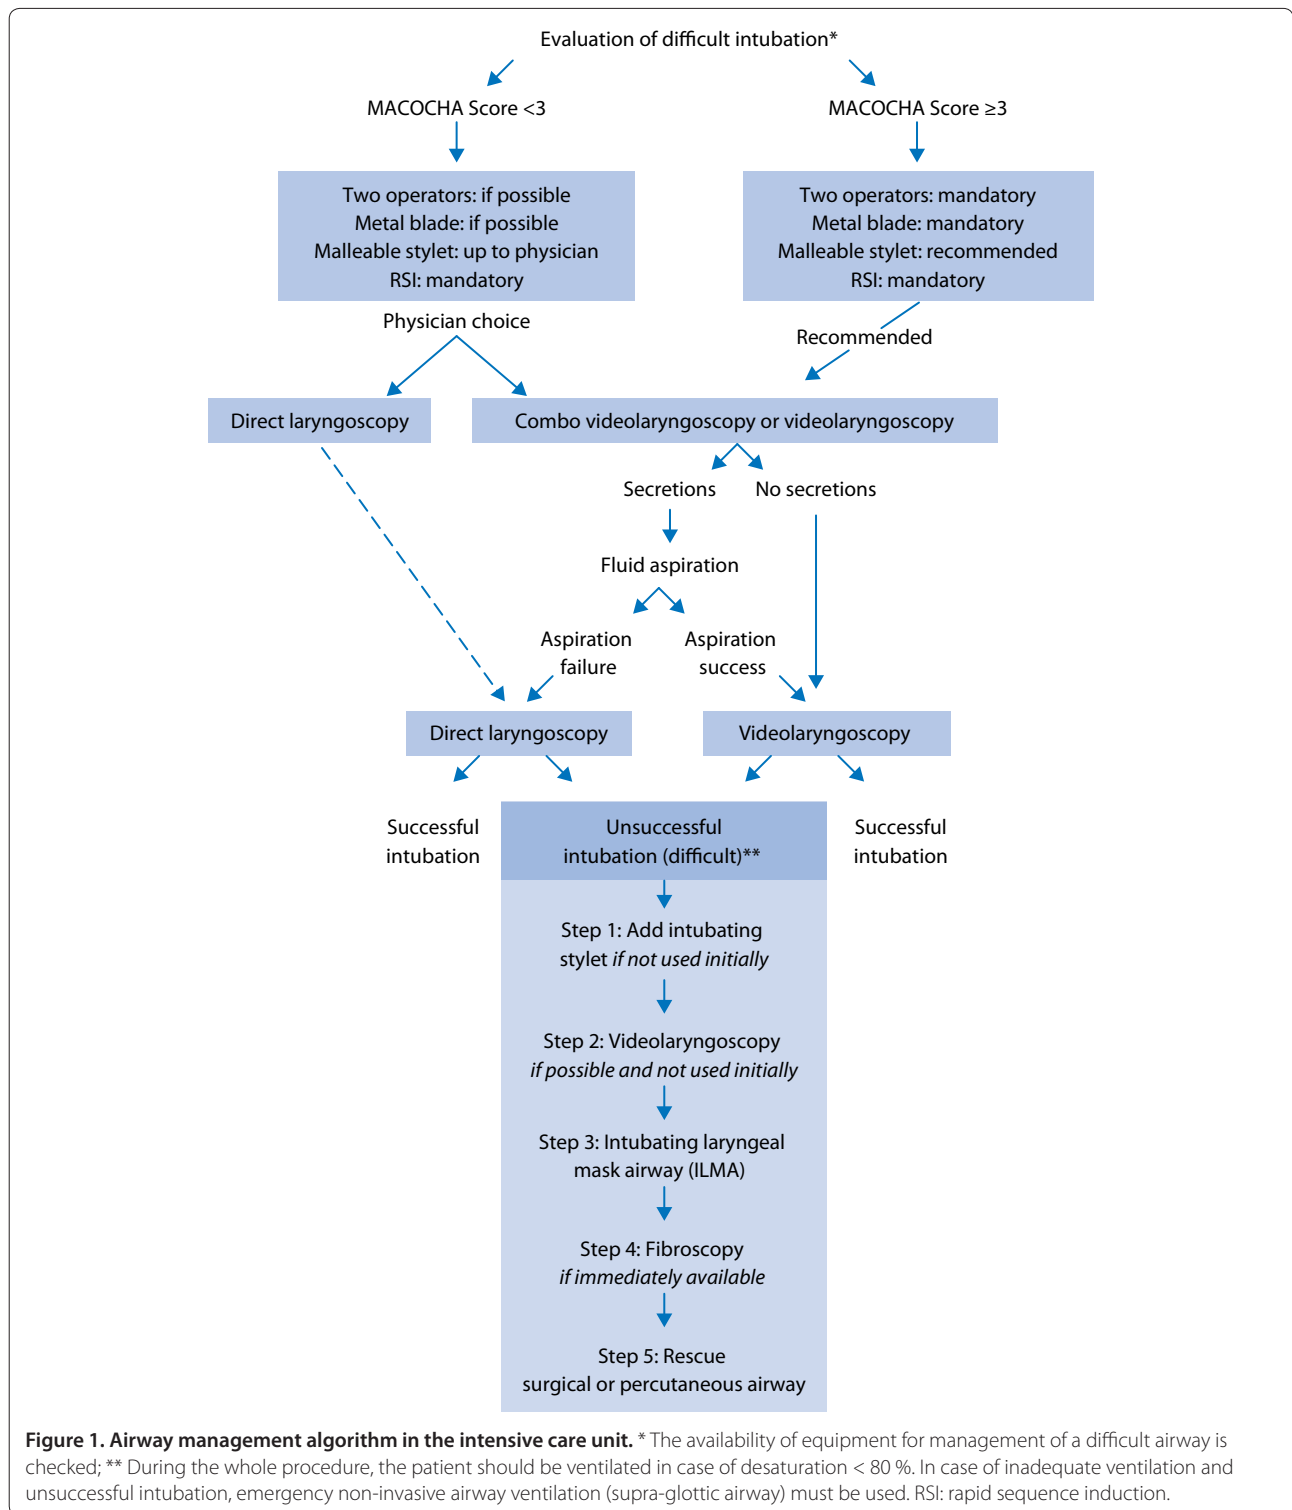 Evaluation of difficult intubation*
MACOCHA Score <3
MACOCHA Score ≥3
Two operators: if possible
Metal blade: if possible
Malleable stylet: up to physician
RSI: mandatory
Two operators: mandatory
Metal blade: mandatory
Malleable stylet: recommended
RSI: mandatory
Physician choice
Recommended
Direct laryngoscopy
Combo videolaryngoscopy or videolaryngoscopy
Secretions
No secretions
Fluid aspiration
Aspiration
failure
Aspiration
success
Direct laryngoscopy
Videolaryngoscopy
Successful
intubation
Unsuccessful
intubation (difficult)**
Successful
intubation
Step 1: Add intubating
stylet if not used initially
Step 2: Videolaryngoscopy
if possible and not used initially
Step 3: Intubating laryngeal
mask airway (ILMA)
Step 4: Fibroscopy
if immediately available
Step 5: Rescue
surgical or percutaneous airway
Figure 1. Airway management algorithm in the intensive care unit. * The availability of equipment for management of a difficult airway is
checked; ** During the whole procedure, the patient should be ventilated in case of desaturation < 80 %. In case of inadequate ventilation and
unsuccessful intubation, emergency non-invasive airway ventilation (supra-glottic airway) must be used. RSI: rapid sequence induction.